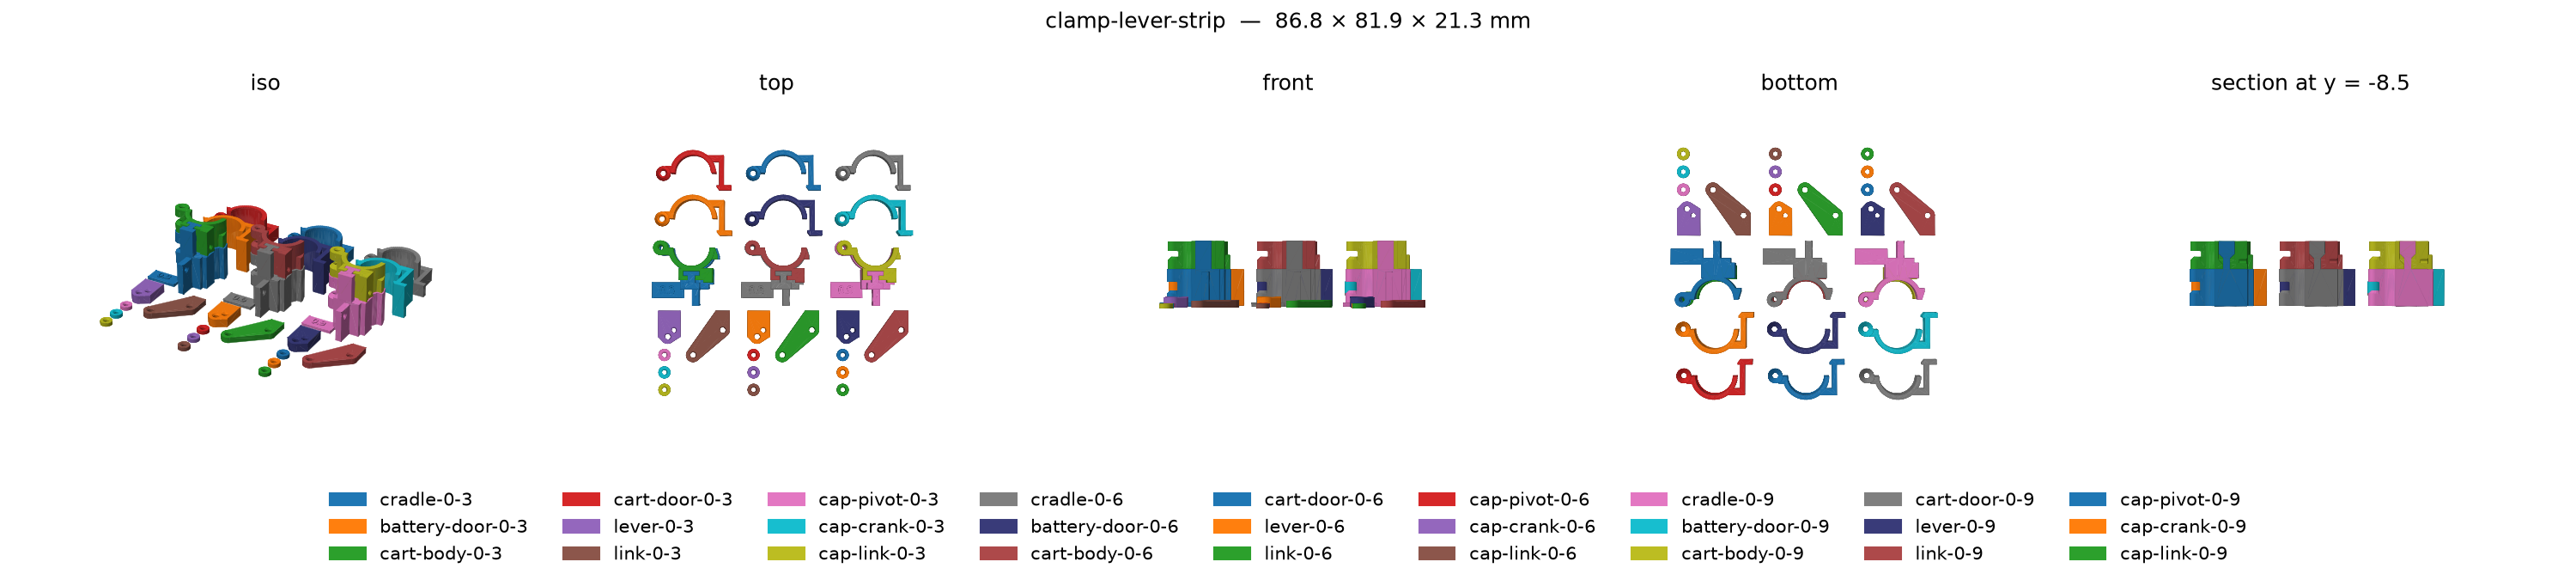 clamp-lever-strip — 86.8 × 81.9 × 21.3 mm
iso top front bottom section at y = -8.5
cradle-0-3 cart-door-0-3 cap-pivot-0-3 cradle-0-6 cart-door-0-6 cap-pivot-0-6 cradle-0-9 cart-door-0-9 cap-pivot-0-9
battery-door-0-3 lever-0-3 cap-crank-0-3 battery-door-0-6 lever-0-6 cap-crank-0-6 battery-door-0-9 lever-0-9 cap-crank-0-9
cart-body-0-3 link-0-3 cap-link-0-3 cart-body-0-6 link-0-6 cap-link-0-6 cart-body-0-9 link-0-9 cap-link-0-9